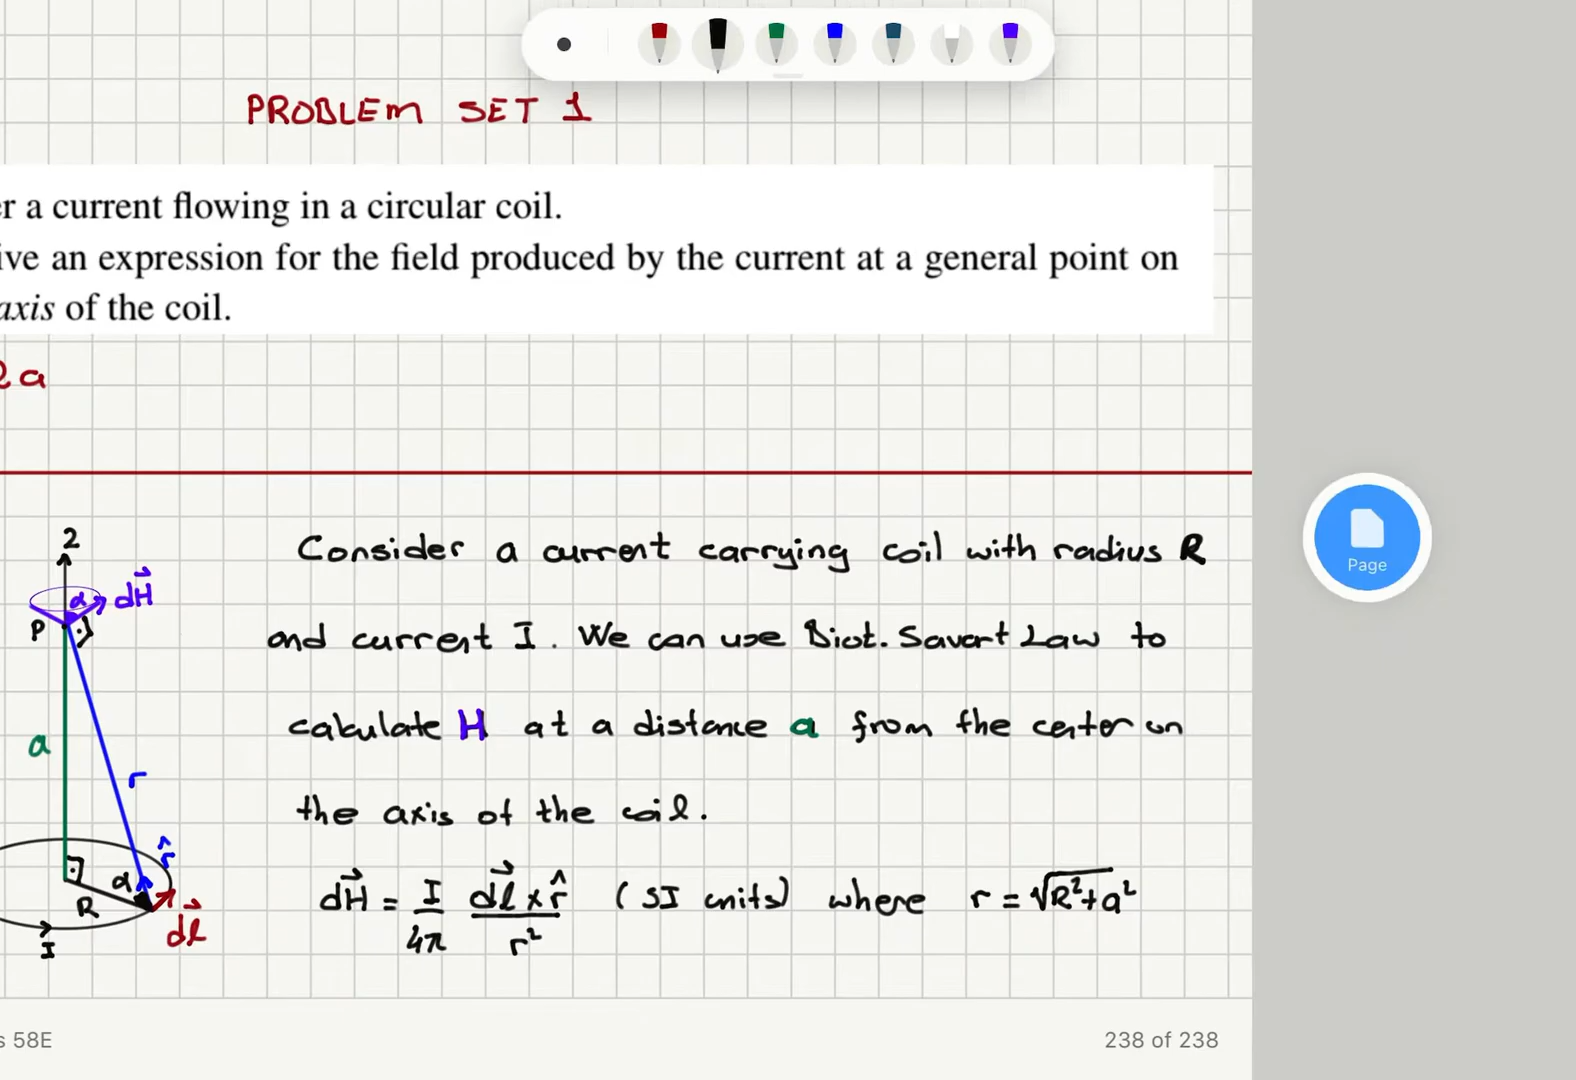 PROBLEM SET 1
er a current flowing in a circular coil.
ive an expression for the field produced by the current at a general point on
axis of the coil.
2a
z
α dH⃗
P
a
r
r̂
α
R
dl⃗
I
Consider a current carrying coil with radius R
and current I. We can use Biot-Savart Law to
calculate H at a distance a from the center on
the axis of the coil.
dH⃗ = I/4π dl⃗ x r̂/r² (SI units) where r = √R²+a²
Page
s 58E
238 of 238